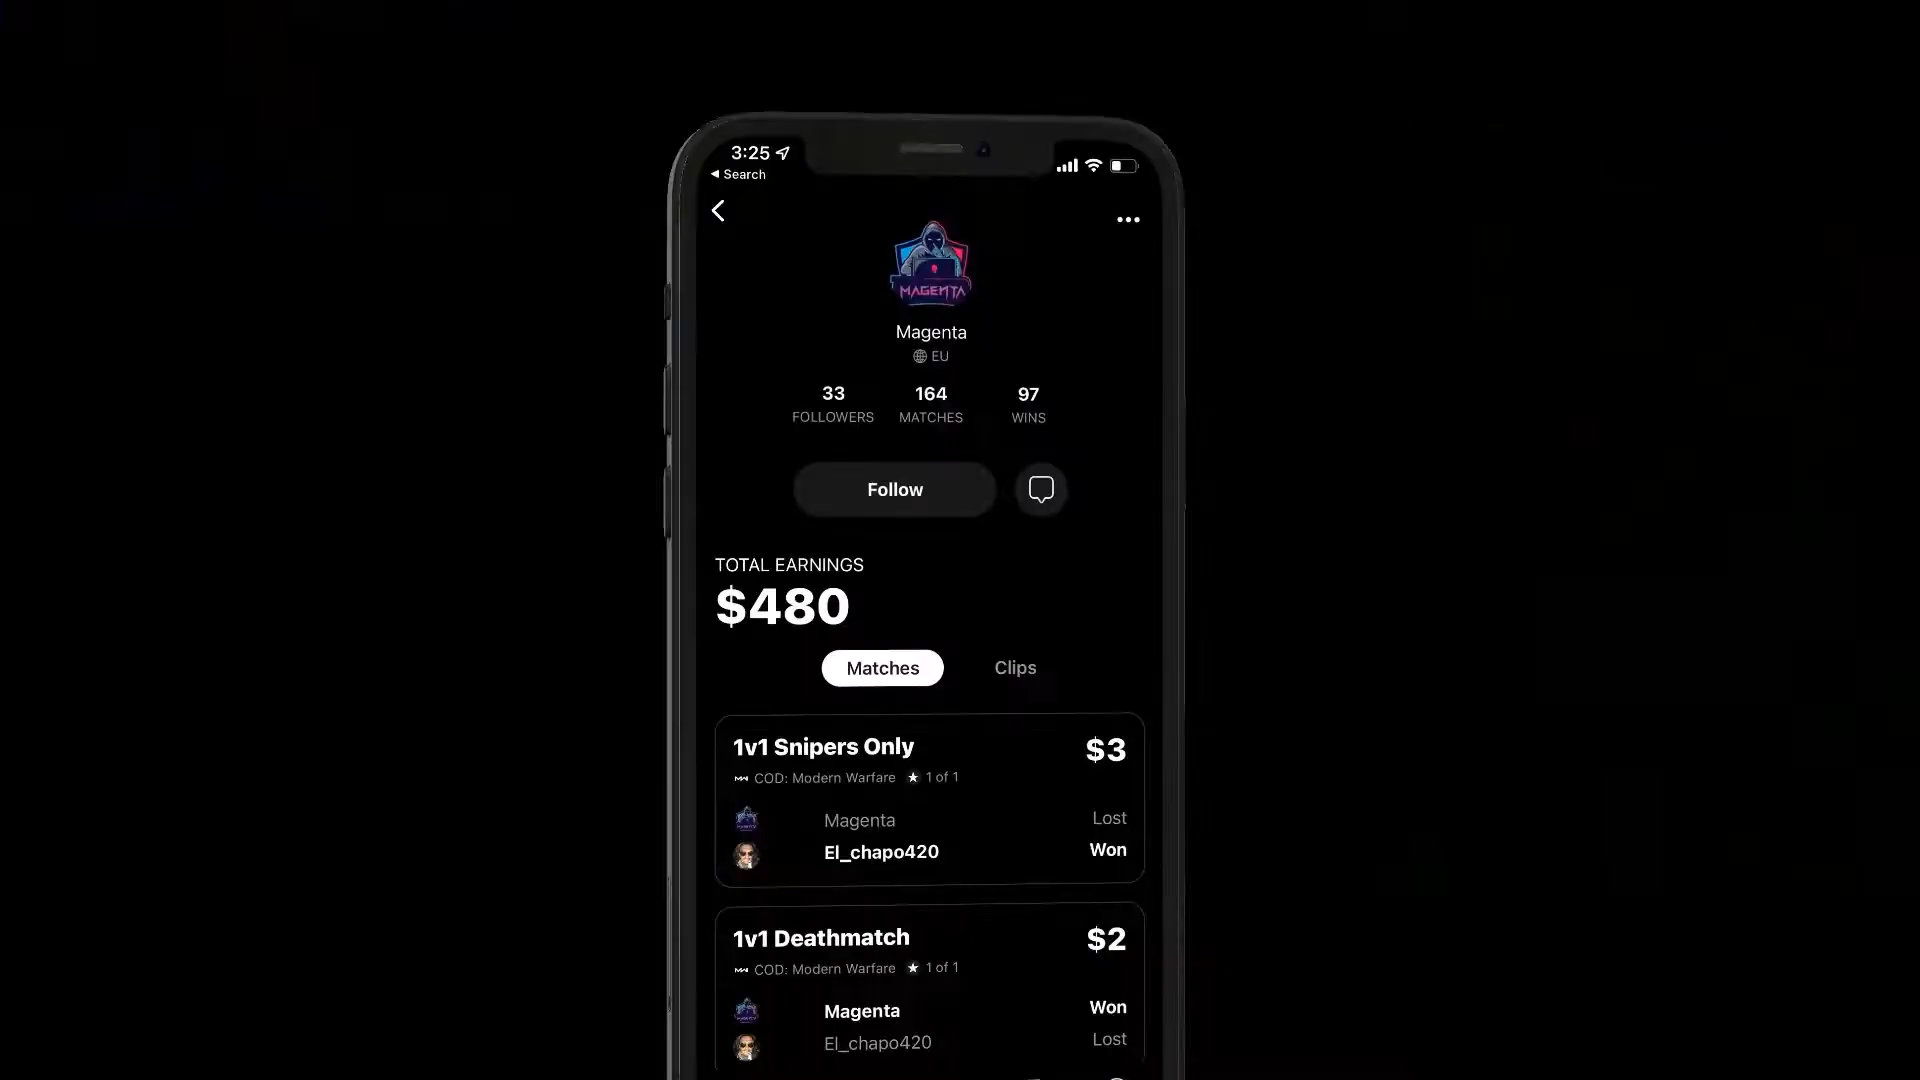 3:25
◀ Search
MAGENTA
Magenta
EU
33 164 97
FOLLOWERS MATCHES WINS
Follow
TOTAL EARNINGS
$480
Matches Clips
1v1 Snipers Only $3
MW COD: Modern Warfare ★ 1 of 1
Magenta Lost
El_chapo420 Won
1v1 Deathmatch $2
MW COD: Modern Warfare ★ 1 of 1
Magenta Won
El_chapo420 Lost